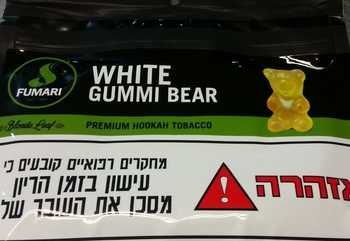 FUMARI
WHITE
GUMMI BEAR
Blonde Leaf
PREMIUM HOOKAH TOBACCO
אזהרה
מחקרים רפואיים קובעים כי
עישון בזמן הריון
מסכן את העובר של